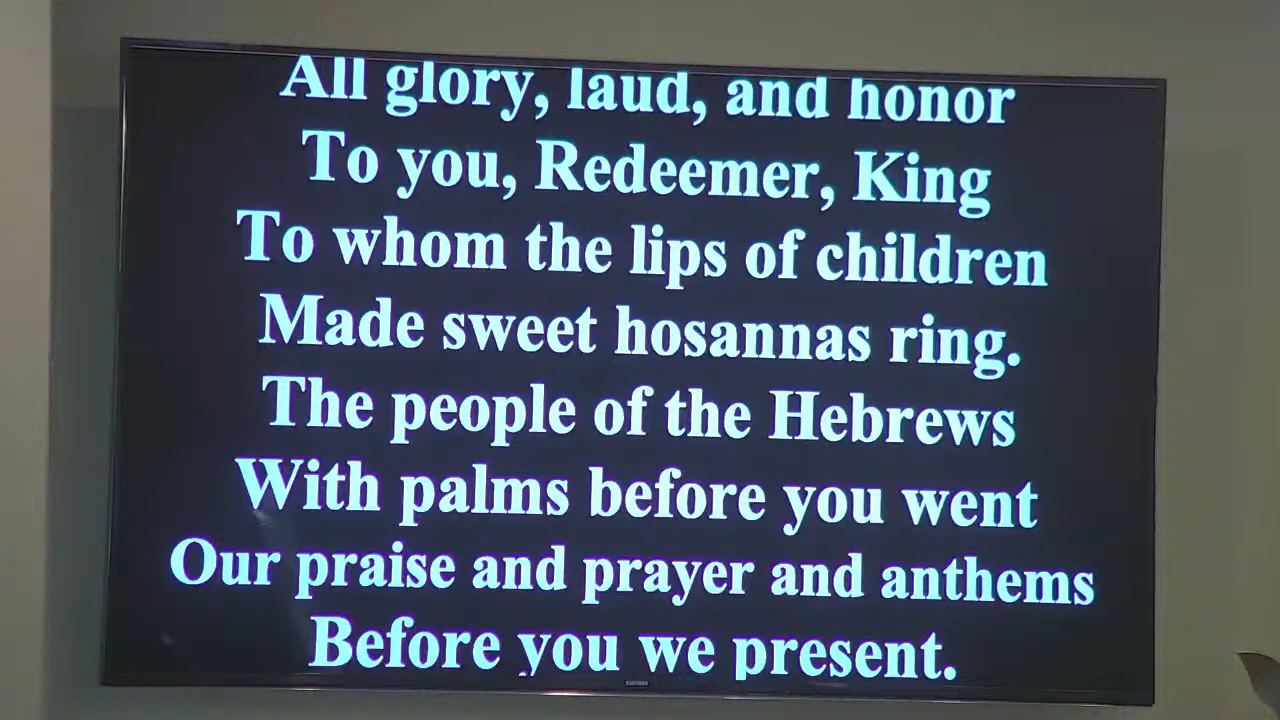 All glory, laud, and honor
To you, Redeemer, King
To whom the lips of children
Made sweet hosannas ring.
The people of the Hebrews
With palms before you went
Our praise and prayer and anthems
Before you we present.
SAMSUNG